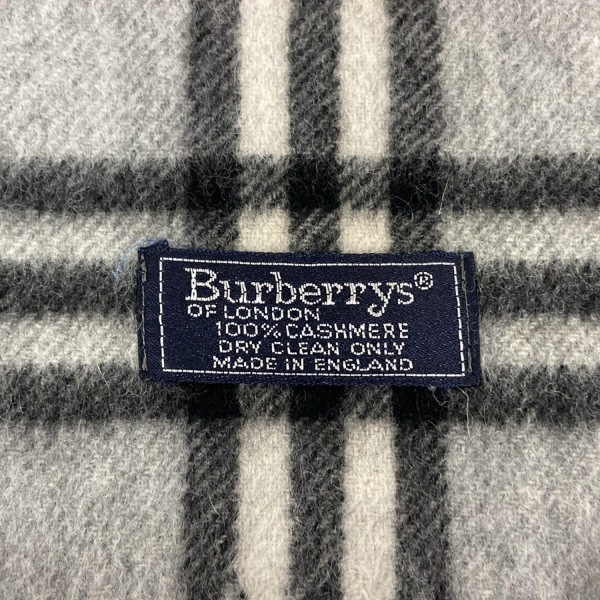 Burberrys®
OF LONDON
100% CASHMERE
DRY CLEAN ONLY
MADE IN ENGLAND